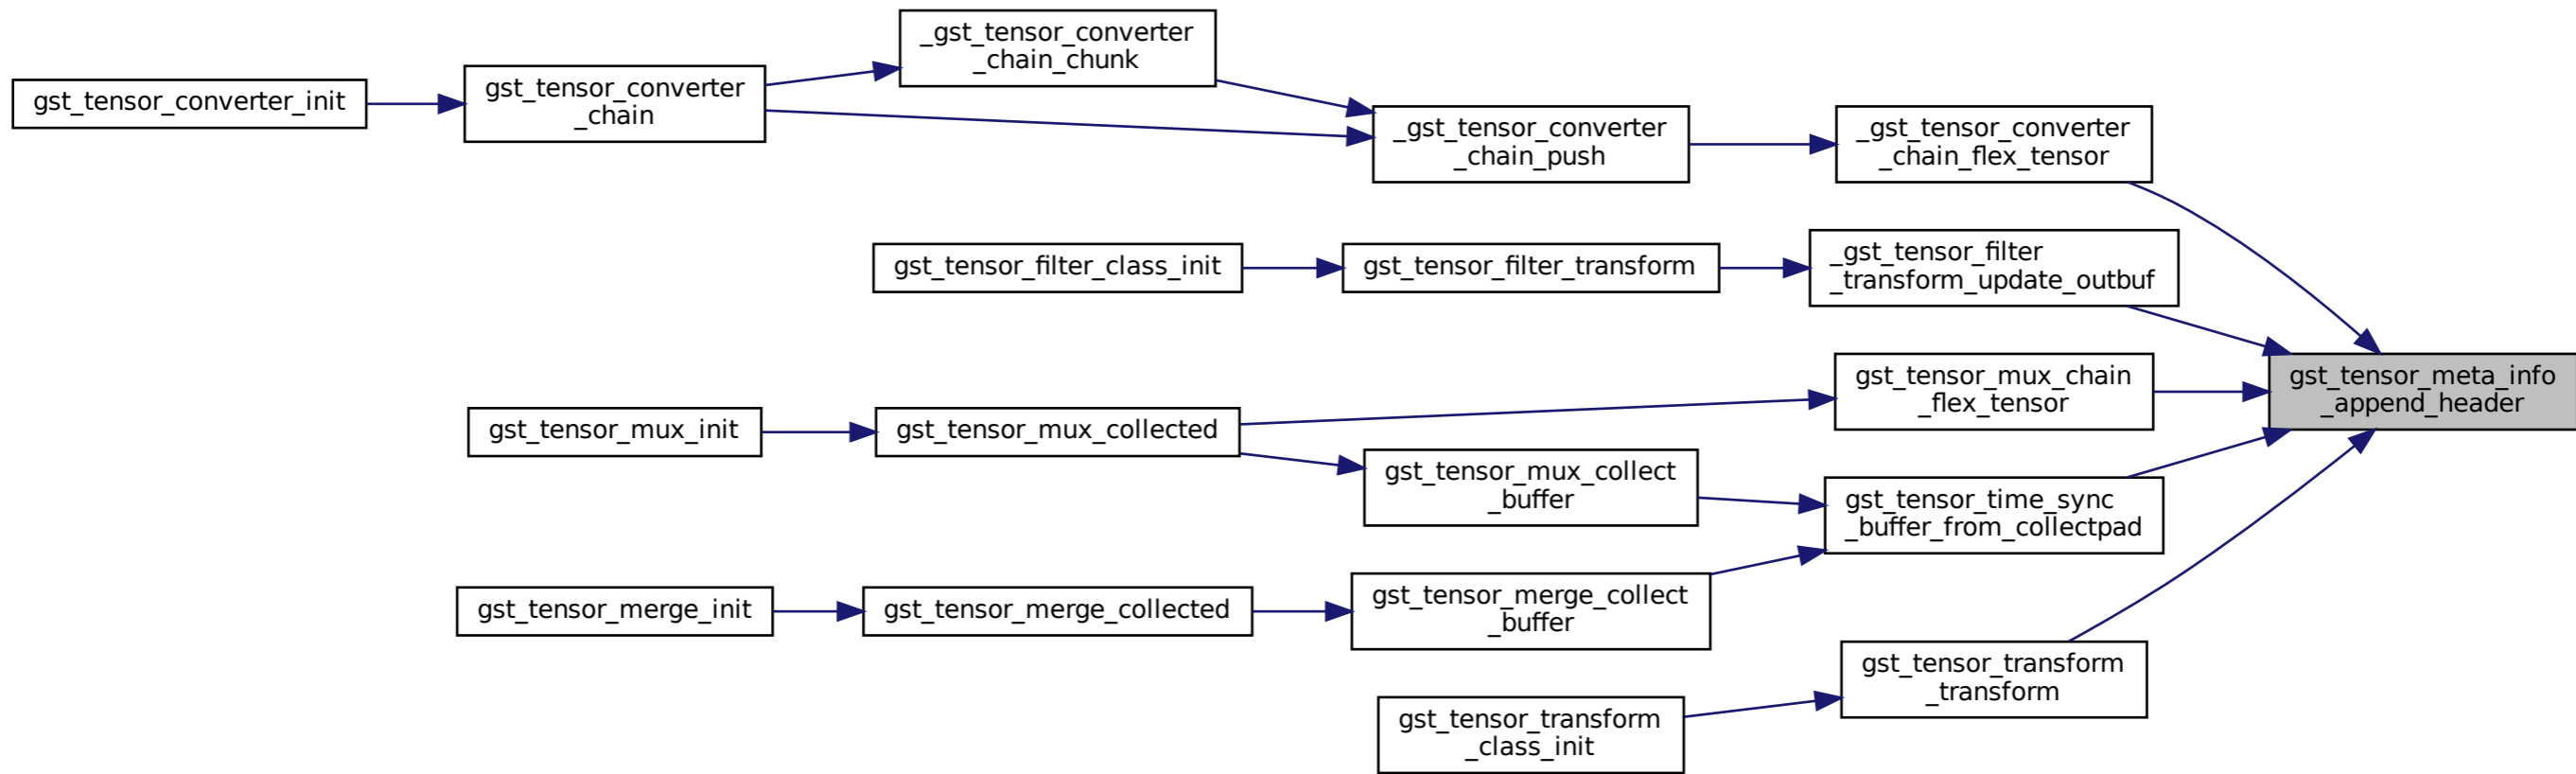 _gst_tensor_converter
_chain_chunk
gst_tensor_converter_init
gst_tensor_converter
_chain
_gst_tensor_converter
_chain_push
_gst_tensor_converter
_chain_flex_tensor
gst_tensor_filter_class_init
gst_tensor_filter_transform
_gst_tensor_filter
_transform_update_outbuf
gst_tensor_mux_chain
_flex_tensor
gst_tensor_meta_info
_append_header
gst_tensor_mux_init
gst_tensor_mux_collected
gst_tensor_mux_collect
_buffer
gst_tensor_time_sync
_buffer_from_collectpad
gst_tensor_merge_init
gst_tensor_merge_collected
gst_tensor_merge_collect
_buffer
gst_tensor_transform
_transform
gst_tensor_transform
_class_init